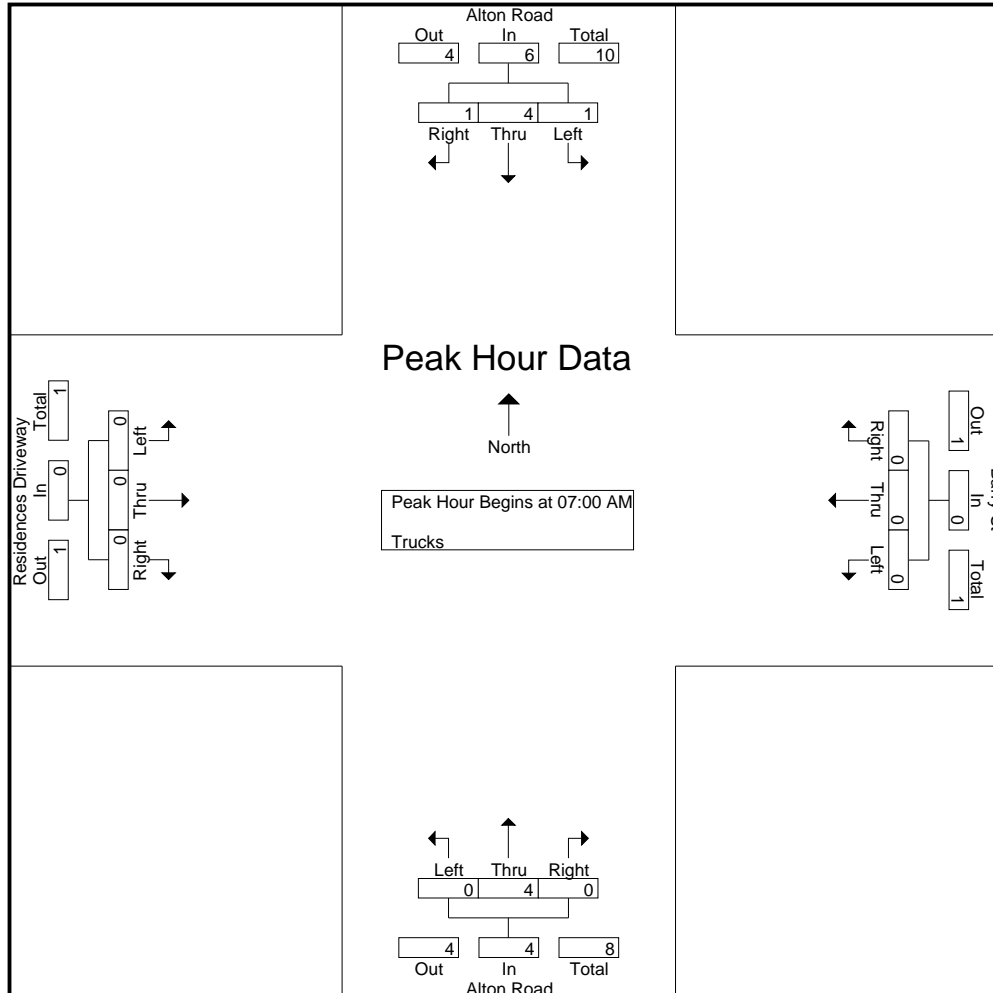 Alton Road
Out In Total
4 6 10
1 4 1
Right Thru Left
Peak Hour Data
North
Peak Hour Begins at 07:00 AM
Trucks
Residences Driveway
Total In Out
1 0 1
0 0 0
Left Thru Right
Right Thru Left
0 0 0
1 0 1
Out In Total
Left Thru Right
0 4 0
4 4 8
Out In Total
Alton Road